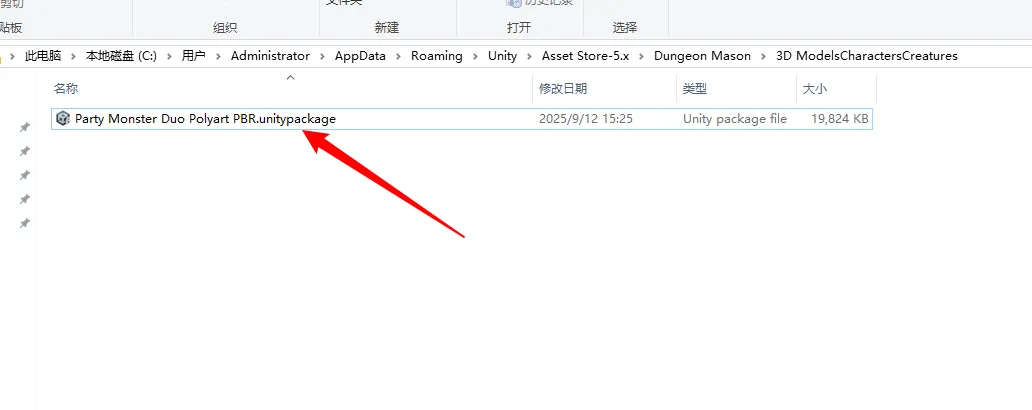 剪切
文件夹
历史记录
贴板
组织
新建
打开
选择
此电脑 › 本地磁盘 (C:) › 用户 › Administrator › AppData › Roaming › Unity › Asset Store-5.x › Dungeon Mason › 3D ModelsCharactersCreatures
名称 修改日期 类型 大小
Party Monster Duo Polyart PBR.unitypackage 2025/9/12 15:25 Unity package file 19,824 KB